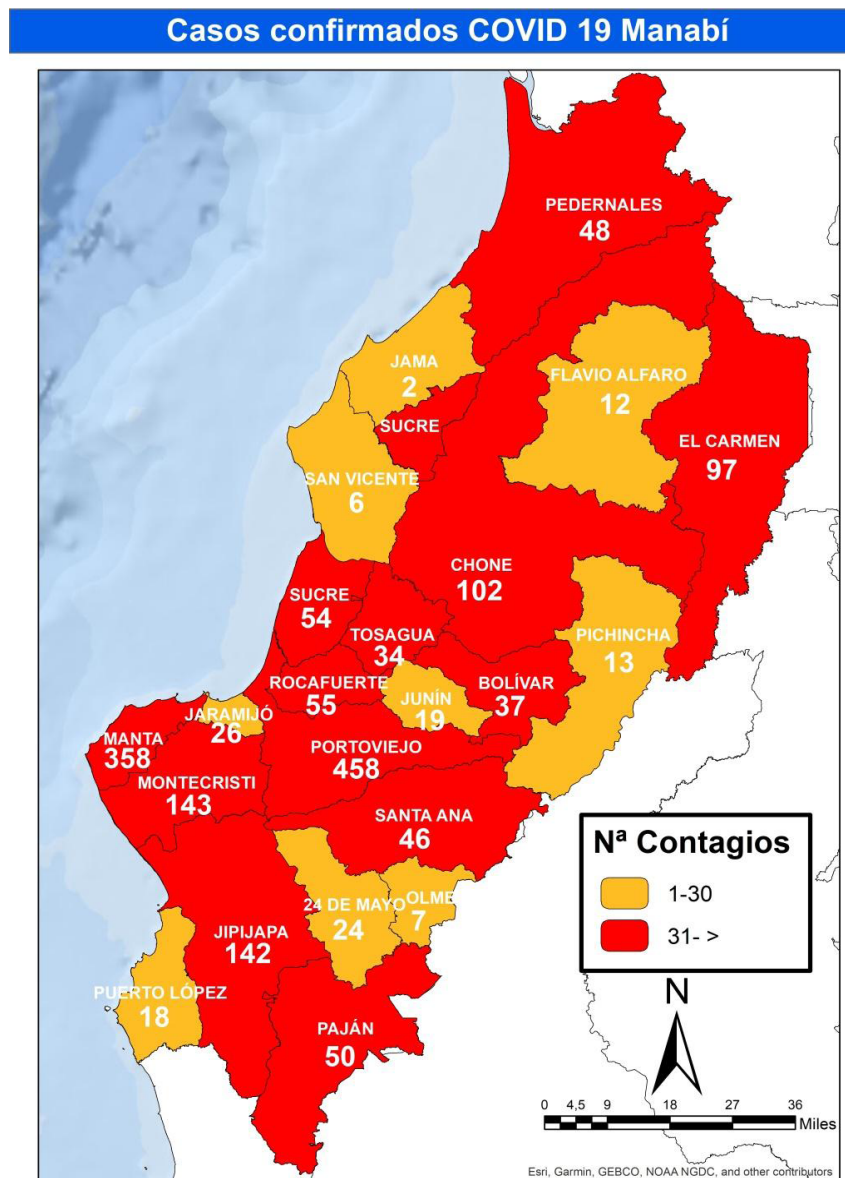 Casos confirmados COVID 19 Manabí
PEDERNALES
48
JAMA
2
FLAVIO ALFARO
12
SUCRE
EL CARMEN
97
SAN VICENTE
6
CHONE
102
SUCRE
54
TOSAGUA
34
PICHINCHA
13
ROCAFUERTE
55
JUNÍN
19
BOLÍVAR
37
JARAMIJÓ
26
MANTA
358
PORTOVIEJO
458
MONTECRISTI
143
SANTA ANA
46
24 DE MAYO
24
OLME
7
JIPIJAPA
142
PUERTO LÓPEZ
18
PAJÁN
50
Nª Contagios
1-30
31- >
N
0 4,5 9 18 27 36
Miles
Esri, Garmin, GEBCO, NOAA NGDC, and other contributors